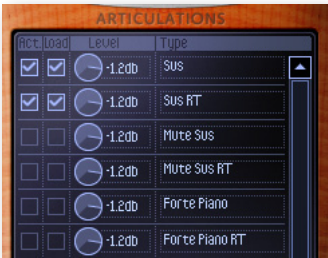 ARTICULATIONS
Act. Load Level Type
-1.2db Sus
-1.2db Sus RT
-1.2db Mute Sus
-1.2db Mute Sus RT
-1.2db Forte Piano
-1.2db Forte Piano RT